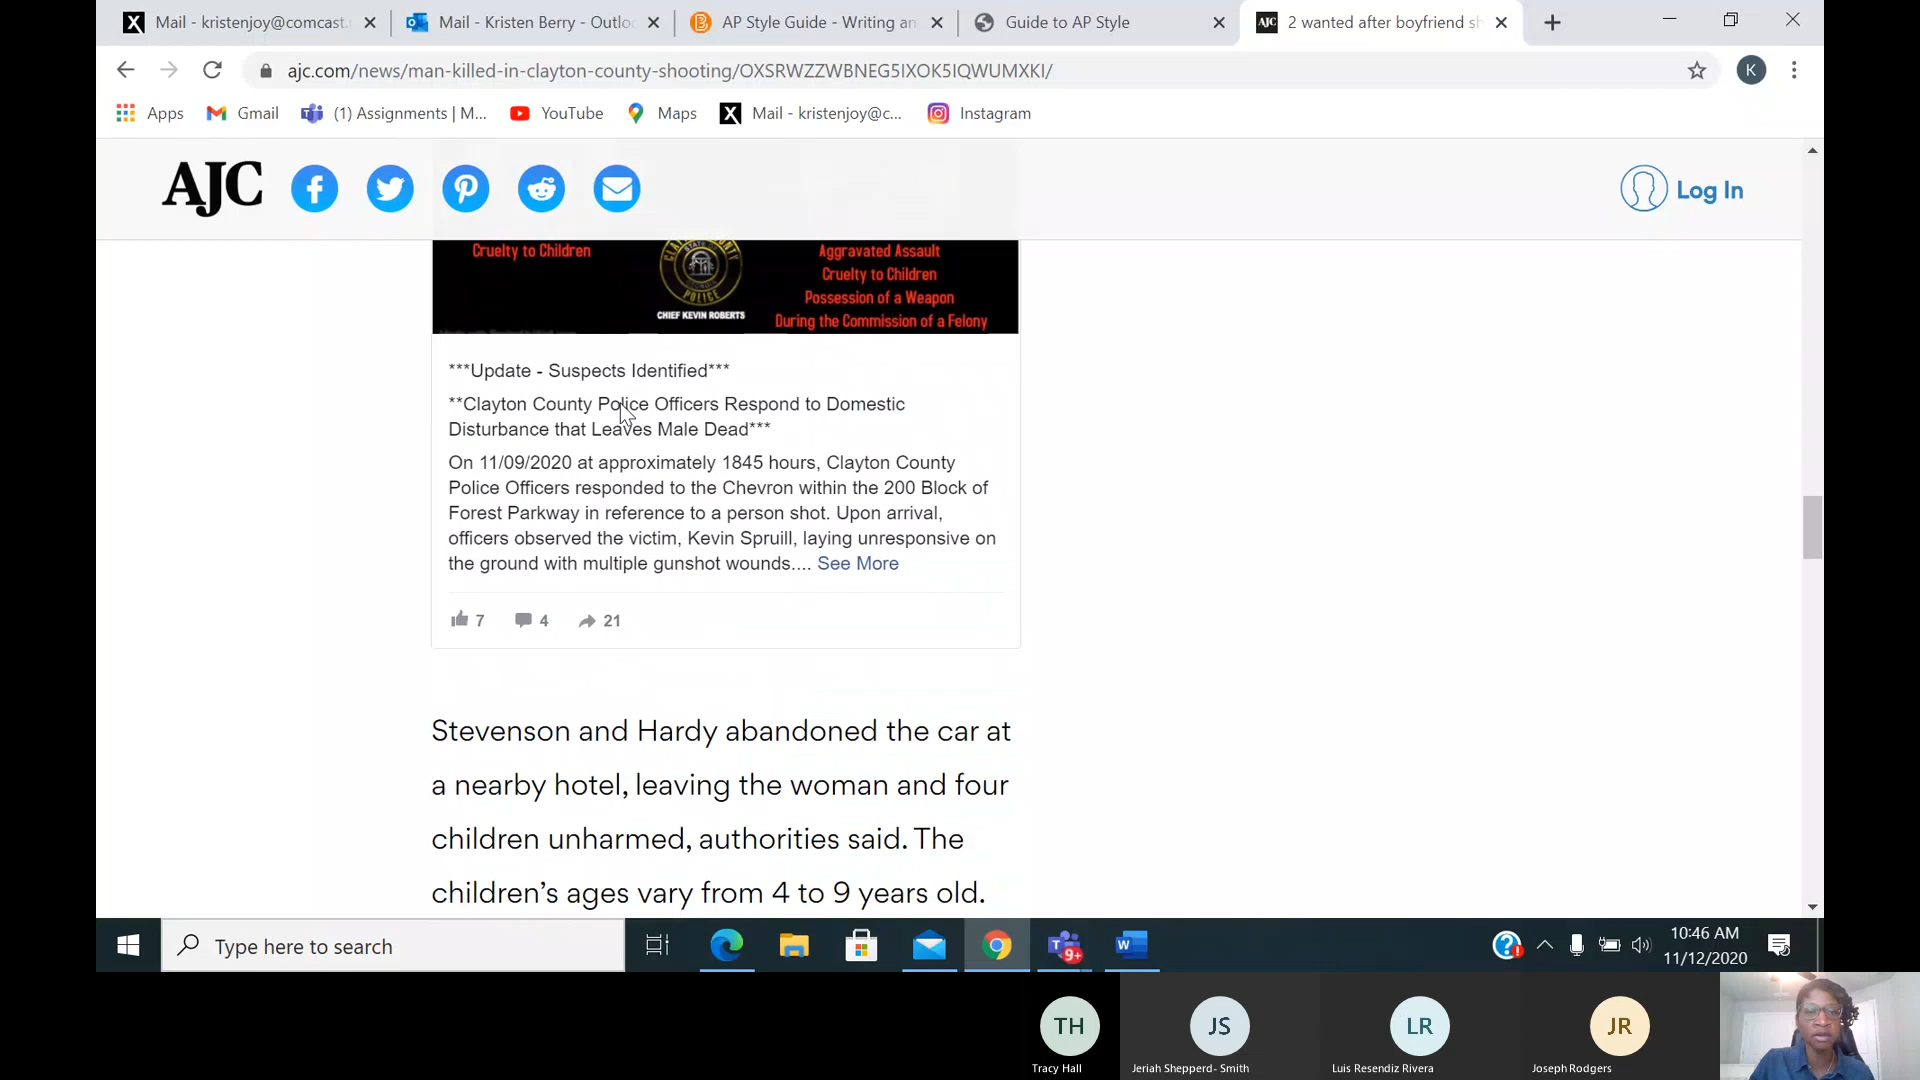 Mail - kristenjoy@comcast.
Mail - Kristen Berry - Outlo
AP Style Guide - Writing an
Guide to AP Style
AJC 2 wanted after boyfriend sh
ajc.com/news/man-killed-in-clayton-county-shooting/OXSRWZZWBNEG5IXOK5IQWUMXKI/
K
Apps
Gmail
(1) Assignments | M...
YouTube
Maps
Mail - kristenjoy@c...
Instagram
AJC
Log In
Cruelty to Children
POLICE
CHIEF KEVIN ROBERTS
Aggravated Assault
Cruelty to Children
Possession of a Weapon
During the Commission of a Felony
***Update - Suspects Identified***
**Clayton County Police Officers Respond to Domestic
Disturbance that Leaves Male Dead***
On 11/09/2020 at approximately 1845 hours, Clayton County
Police Officers responded to the Chevron within the 200 Block of
Forest Parkway in reference to a person shot. Upon arrival,
officers observed the victim, Kevin Spruill, laying unresponsive on
the ground with multiple gunshot wounds.... See More
7
4
21
Stevenson and Hardy abandoned the car at
a nearby hotel, leaving the woman and four
children unharmed, authorities said. The
children's ages vary from 4 to 9 years old.
Type here to search
9+
10:46 AM
11/12/2020
TH
JS
LR
JR
Tracy Hall
Jeriah Shepperd- Smith
Luis Resendiz Rivera
Joseph Rodgers